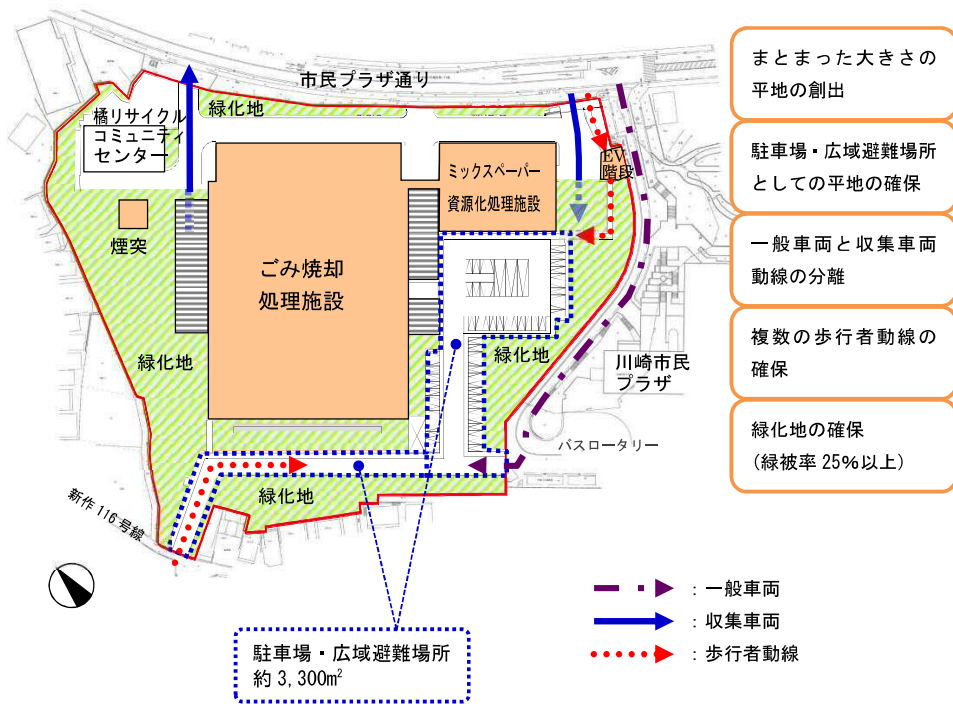 市民プラザ通り
緑化地
橘リサイクル
コミュニティ
センター
煙突
ごみ焼却
処理施設
ミックスペーパー
資源化処理施設
EV
階段
緑化地
緑化地
川崎市民
プラザ
バスロータリー
緑化地
新作116号線
駐車場・広域避難場所
約3,300m²
まとまった大きさの
平地の創出
駐車場・広域避難場所
としての平地の確保
一般車両と収集車両
動線の分離
複数の歩行者動線の
確保
緑化地の確保
(緑被率25%以上)
：一般車両
：収集車両
：歩行者動線